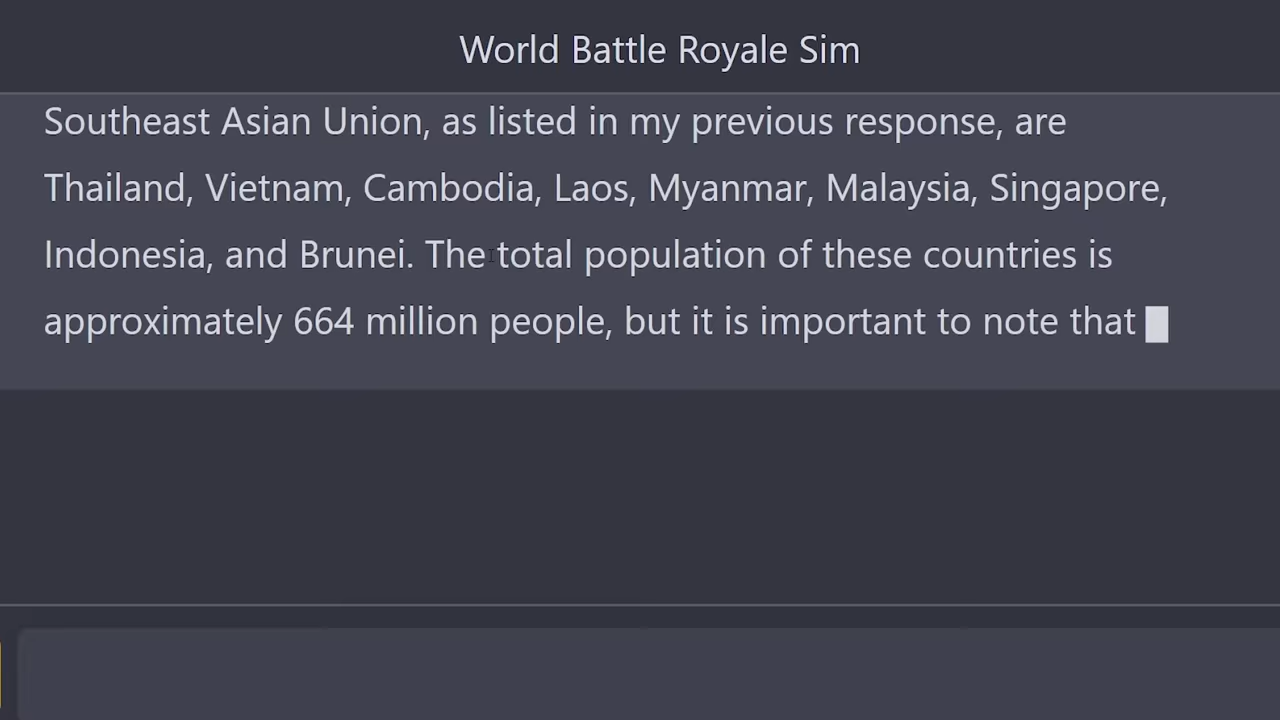 World Battle Royale Sim
Southeast Asian Union, as listed in my previous response, are
Thailand, Vietnam, Cambodia, Laos, Myanmar, Malaysia, Singapore,
Indonesia, and Brunei. The total population of these countries is
approximately 664 million people, but it is important to note that